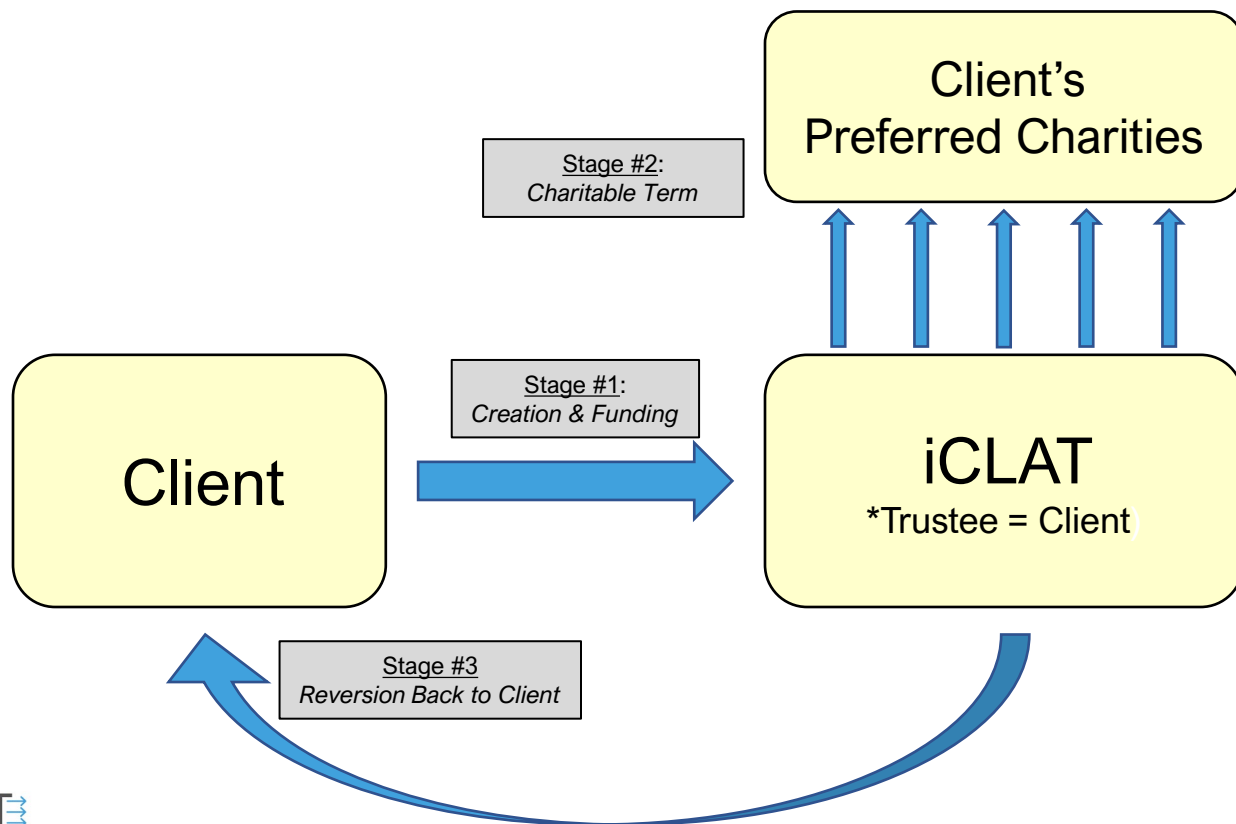 Client's
Preferred Charities
Stage #2:
Charitable Term
Stage #1:
Creation & Funding
Client
iCLAT
*Trustee = Client)
Stage #3
Reversion Back to Client